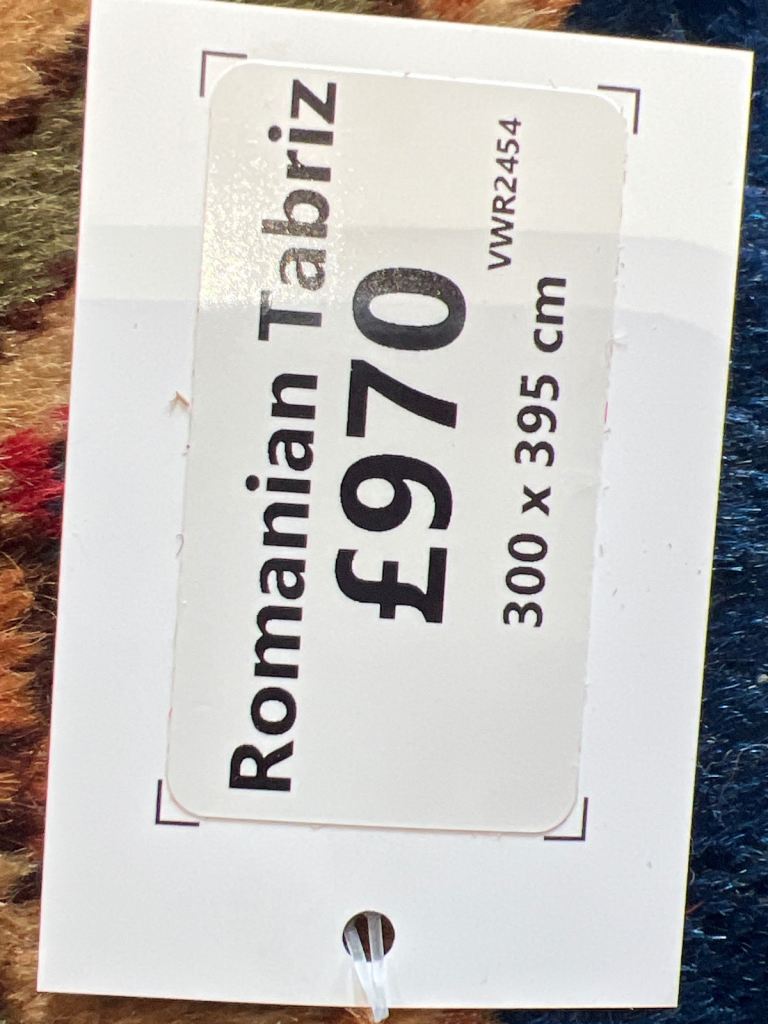 Romanian Tabriz
£970
VWR2454
300 x 395 cm